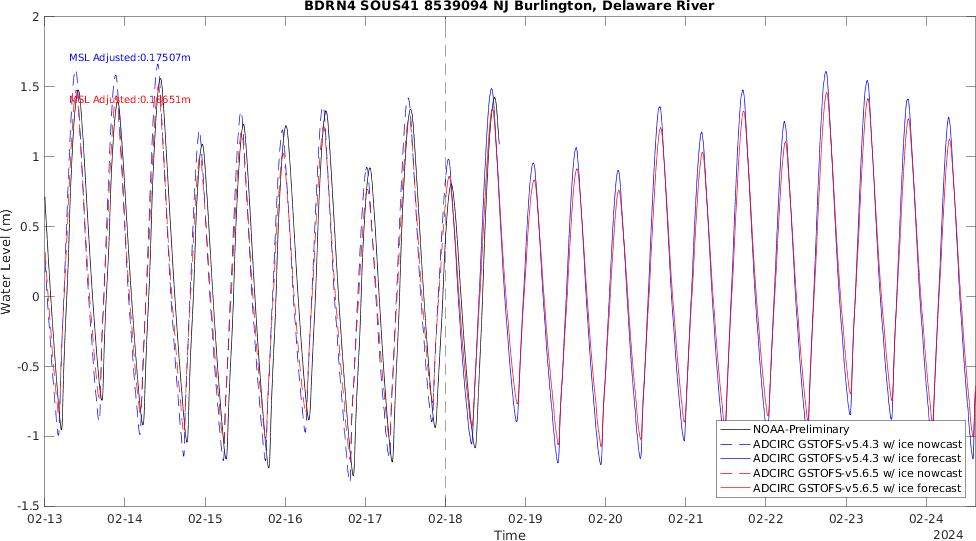 BDRN4 SOUS41 8539094 NJ Burlington, Delaware River
2
1.5
1
0.5
0
-0.5
-1
-1.5
Water Level (m)
MSL Adjusted:0.17507m
MSL Adjusted:0.18651m
NOAA-Preliminary
ADCIRC GSTOFS-v5.4.3 w/ ice nowcast
ADCIRC GSTOFS-v5.4.3 w/ ice forecast
ADCIRC GSTOFS-v5.6.5 w/ ice nowcast
ADCIRC GSTOFS-v5.6.5 w/ ice forecast
02-13 02-14 02-15 02-16 02-17 02-18 02-19 02-20 02-21 02-22 02-23 02-24
Time
2024